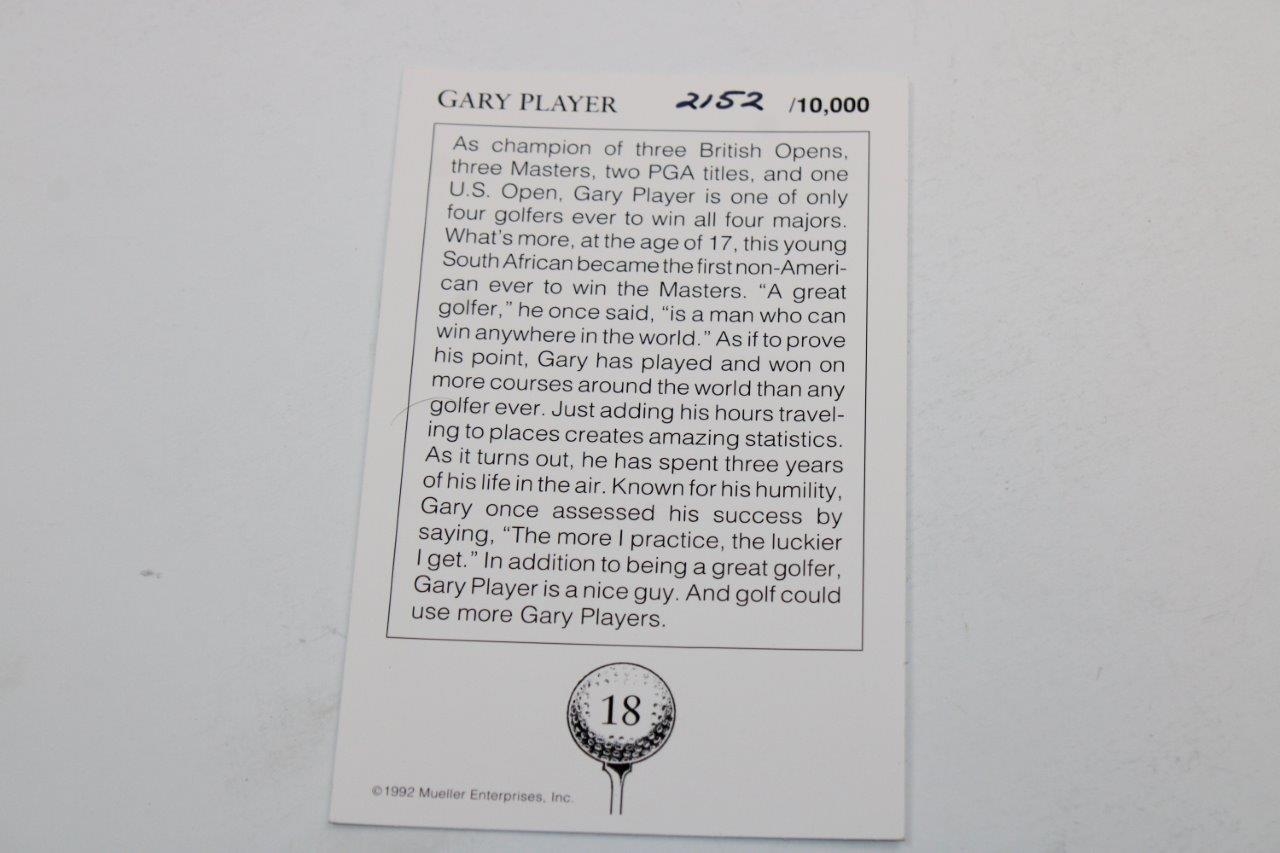 GARY PLAYER 2152 /10,000
As champion of three British Opens,
three Masters, two PGA titles, and one
U.S. Open, Gary Player is one of only
four golfers ever to win all four majors.
What's more, at the age of 17, this young
South African became the first non-Ameri-
can ever to win the Masters. “A great
golfer,” he once said, “is a man who can
win anywhere in the world.” As if to prove
his point, Gary has played and won on
more courses around the world than any
golfer ever. Just adding his hours travel-
ing to places creates amazing statistics.
As it turns out, he has spent three years
of his life in the air. Known for his humility,
Gary once assessed his success by
saying, “The more I practice, the luckier
I get.” In addition to being a great golfer,
Gary Player is a nice guy. And golf could
use more Gary Players.
18
©1992 Mueller Enterprises, Inc.